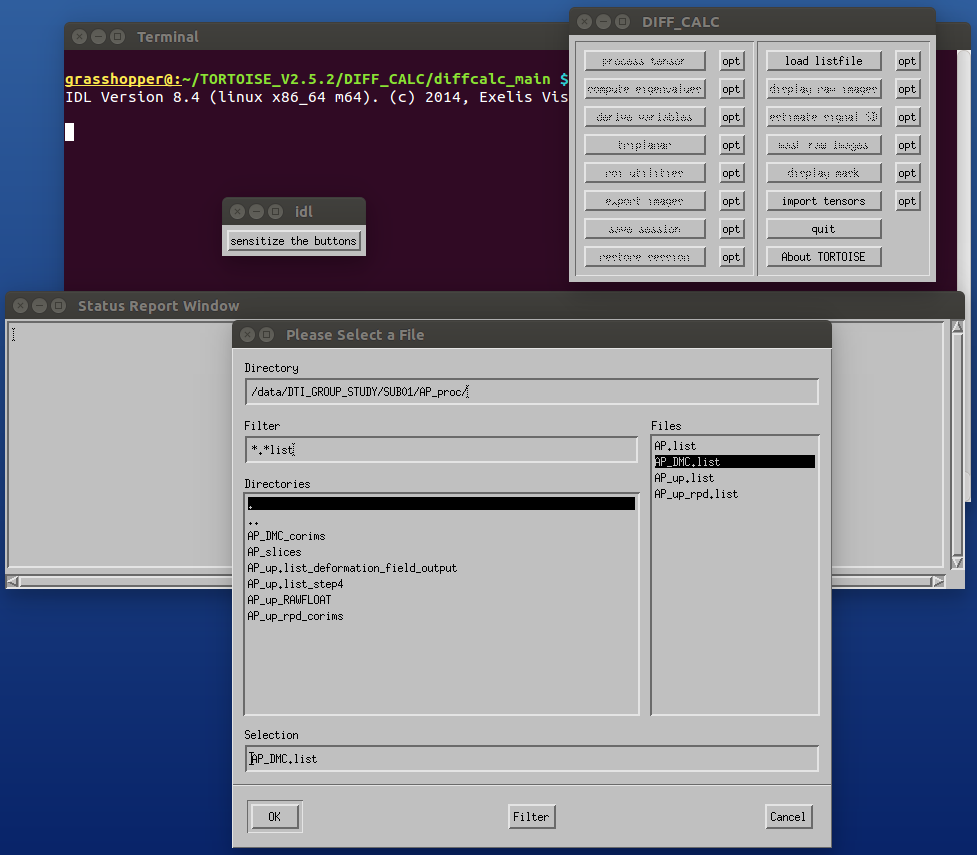 Terminal
grasshopper@:~/TORTOISE_V2.5.2/DIFF_CALC/diffcalc_main $
IDL Version 8.4 (linux x86_64 m64). (c) 2014, Exelis Vis
DIFF_CALC
process tensor opt load listfile opt
compute eigenvalues opt display raw images opt
derive variables opt estimate signal SD opt
triplanar opt mask raw images opt
roi utilities opt display mask opt
export images opt import tensors opt
save session opt quit
restore session opt About TORTOISE
idl
sensitize the buttons
Status Report Window
Please Select a File
Directory
/data/DTI_GROUP_STUDY/SUB01/AP_proc/
Filter
*.*list
Files
AP.list
AP_DMC.list
AP_up.list
AP_up_rpd.list
Directories
.
..
AP_DMC_corims
AP_slices
AP_up.list_deformation_field_output
AP_up.list_step4
AP_up_RAWFLOAT
AP_up_rpd_corims
Selection
AP_DMC.list
OK Filter Cancel